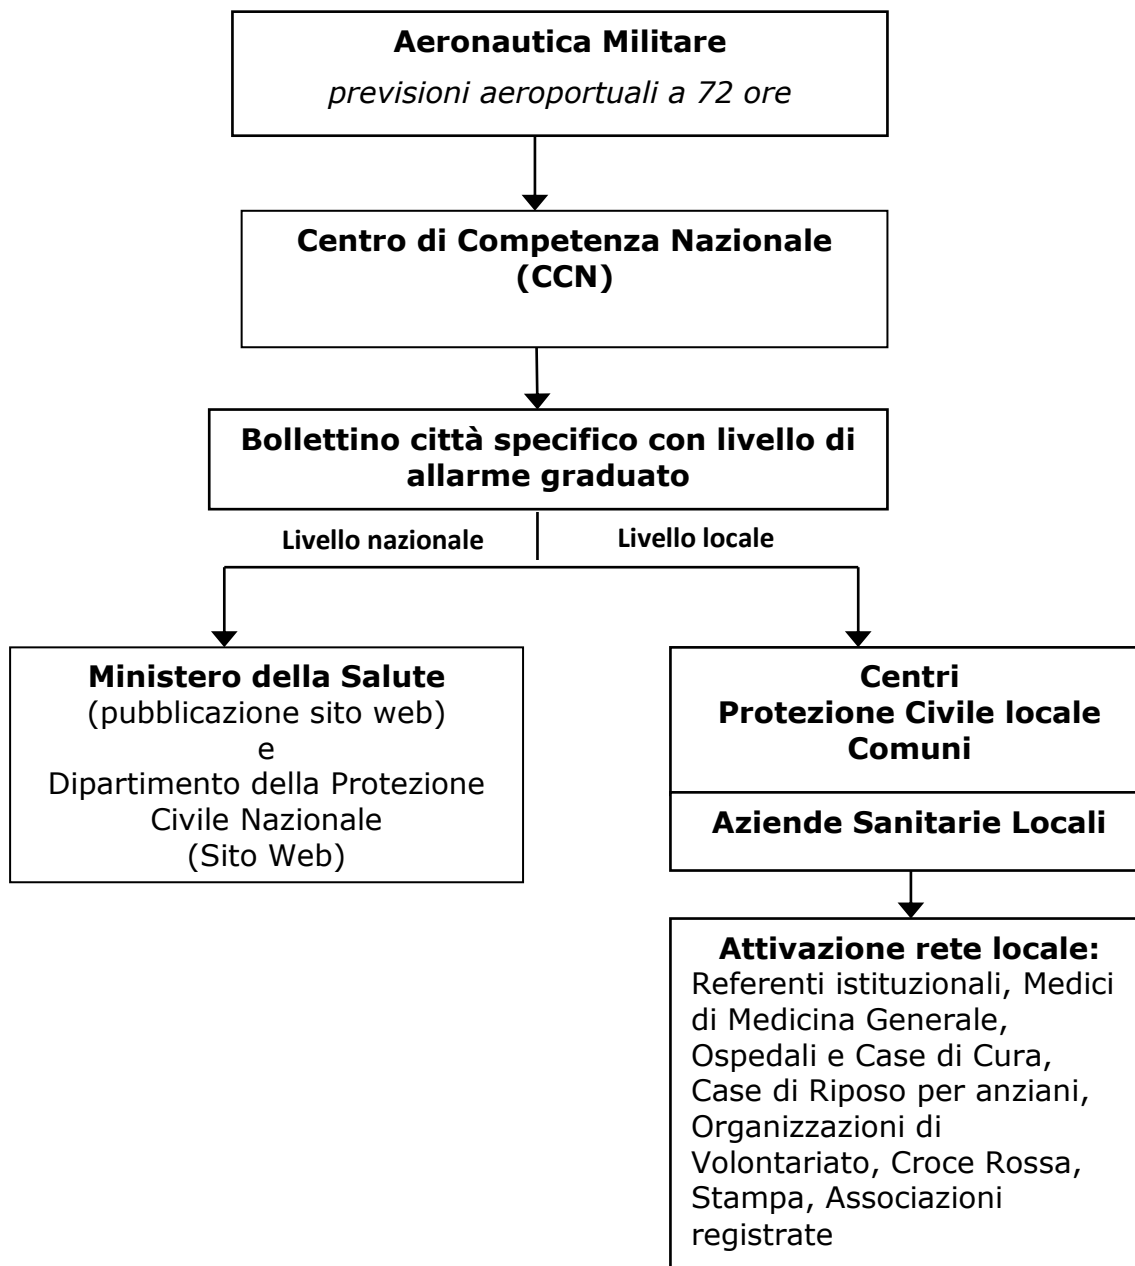 Aeronautica Militare
previsioni aeroportuali a 72 ore
Centro di Competenza Nazionale
(CCN)
Bollettino città specifico con livello di
allarme graduato
Livello nazionale
Livello locale
Ministero della Salute
(pubblicazione sito web)
e
Dipartimento della Protezione
Civile Nazionale
(Sito Web)
Centri
Protezione Civile locale
Comuni
Aziende Sanitarie Locali
Attivazione rete locale:
Referenti istituzionali, Medici
di Medicina Generale,
Ospedali e Case di Cura,
Case di Riposo per anziani,
Organizzazioni di
Volontariato, Croce Rossa,
Stampa, Associazioni
registrate